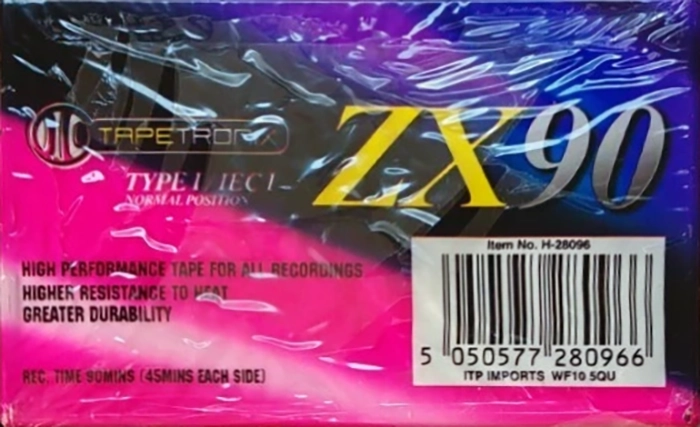 TAPETRONIX
ZX90
TYPE I / IEC I
NORMAL POSITION
Item No. H-28096
HIGH PERFORMANCE TAPE FOR ALL RECORDINGS
HIGHER RESISTANCE TO HEAT
GREATER DURABILITY
5 050577 280966
REC. TIME 90MINS (45MINS EACH SIDE)
ITP IMPORTS WF10 5QU